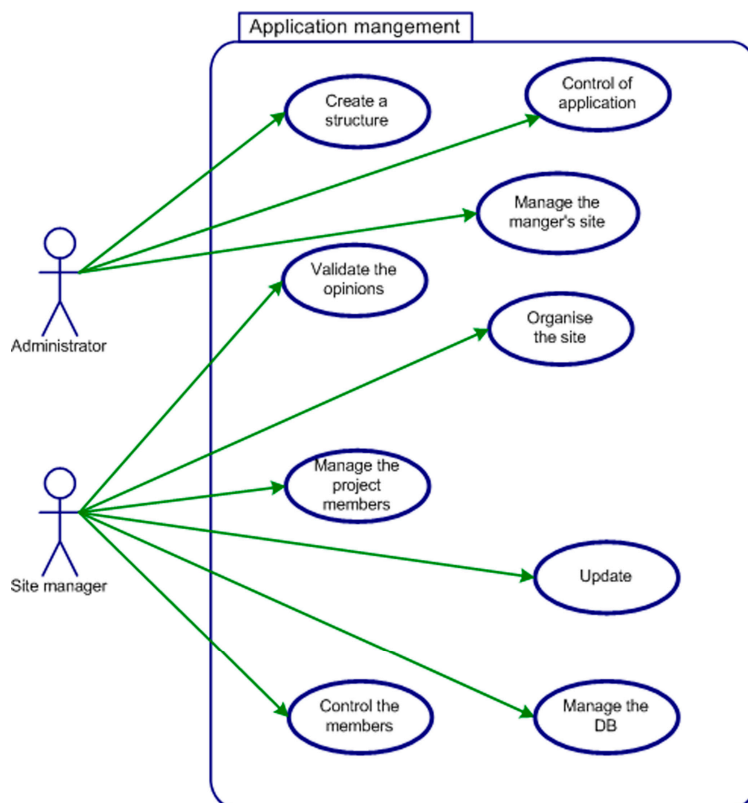 Application mangement
Create a
structure
Control of
application
Manage the
manger's site
Validate the
opinions
Administrator
Organise
the site
Manage the
project
members
Site manager
Update
Control the
members
Manage the
DB